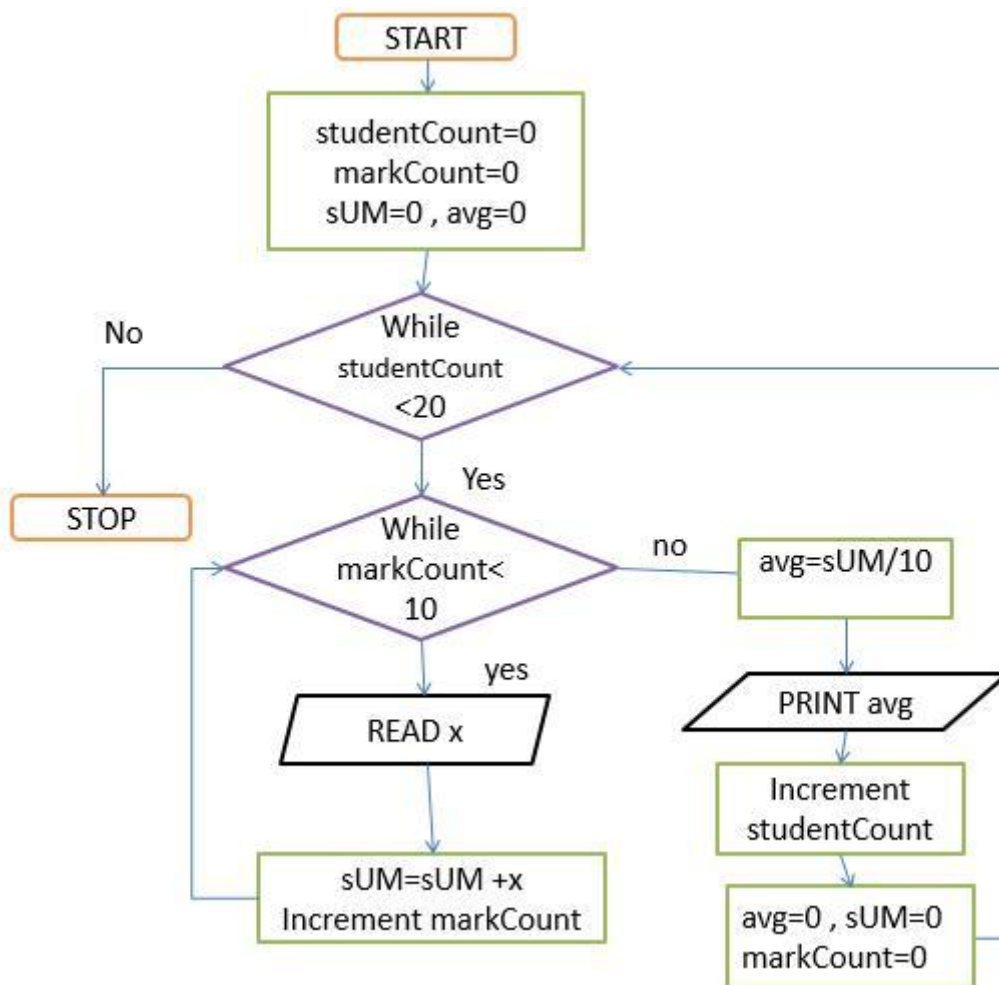 START
studentCount=0
markCount=0
sUM=0 , avg=0
No
While
studentCount
<20
Yes
STOP
While
markCount<
10
no
avg=sUM/10
yes
READ x
PRINT avg
Increment
studentCount
sUM=sUM +x
Increment markCount
avg=0 , sUM=0
markCount=0